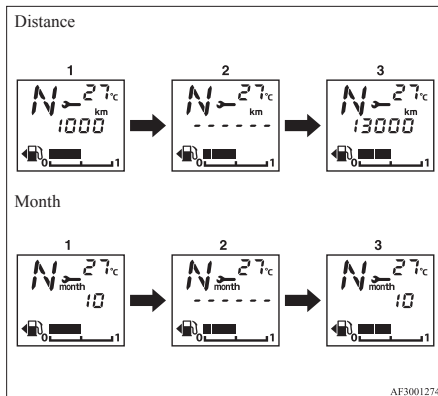 Distance
1 2 3
N 27°C N 27°C N 27°C
km km km
1000 ------ 13000
0 1 0 1 0 1
Month
1 2 3
N 27°C N 27°C N 27°C
month month month
10 ------ 10
0 1 0 1 0 1
AF3001274